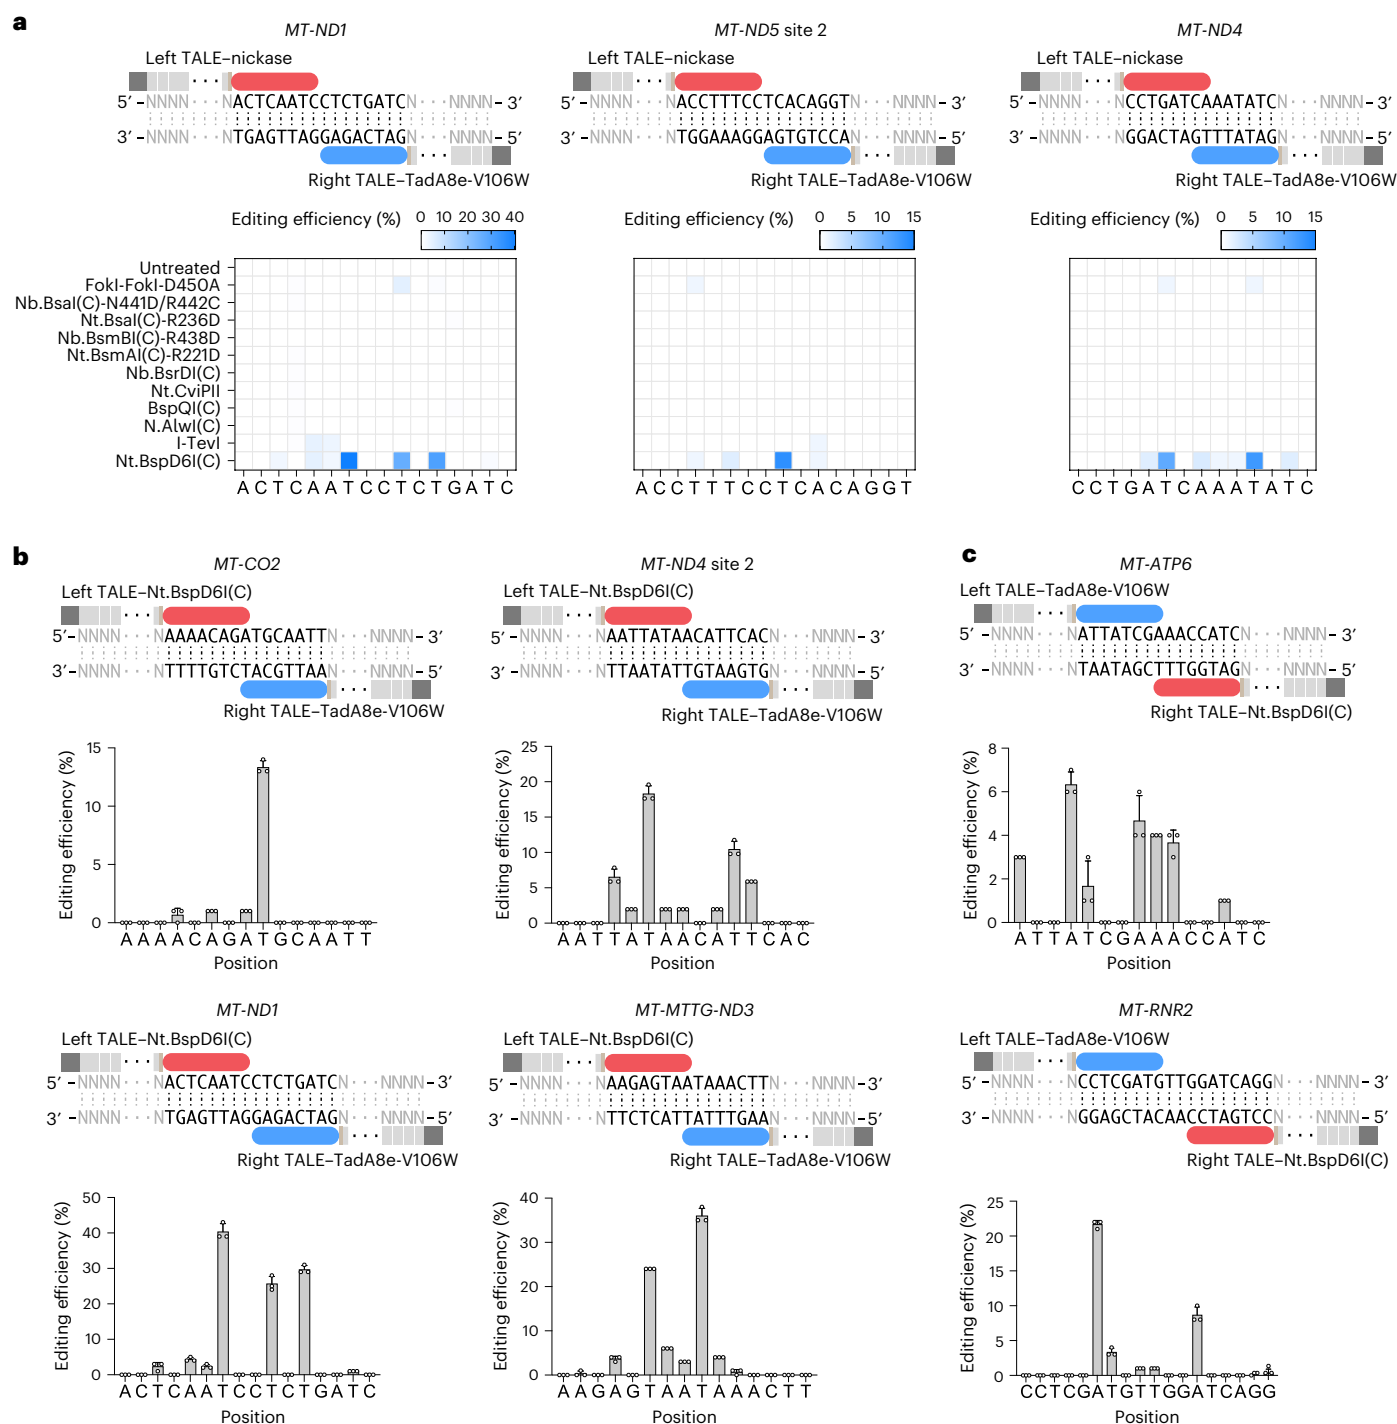 a
MT-ND1
MT-ND5 site 2
MT-ND4
Left TALE–nickase
Left TALE–nickase
Left TALE–nickase
5′ –NNNN · · · NACTCAATCCTCTGATCN · · · NNNN – 3′
5′ –NNNN · · · NACCTTTCCTCACAGGTN · · · NNNN – 3′
5′ –NNNN · · · NCCTGATCAAATATCN · · · NNNN – 3′
3′ –NNNN · · · NTGAGTTAGGAGACTAGN · · · NNNN –5′
3′ –NNNN · · · NTGGAAAGGAGTGTCCAN · · · NNNN –5′
3′ –NNNN · · · NGGACTAGTTTATAGN · · · NNNN –5′
Right TALE–TadA8e-V106W
Right TALE–TadA8e-V106W
Right TALE–TadA8e-V106W
Editing efficiency (%) 0 10 20 30 40
Editing efficiency (%) 0 5 10 15
Editing efficiency (%) 0 5 10 15
Untreated
FokI-FokI-D450A
Nb.BsaI(C)-N441D/R442C
Nt.BsaI(C)-R236D
Nb.BsmBI(C)-R438D
Nt.BsmAI(C)-R221D
Nb.BsrDI(C)
Nt.CviPII
BspQI(C)
N.AlwI(C)
I-TevI
Nt.BspD6I(C)
A C T C A A T C C T C T G A T C
A C C T T T C C T C A C A G G T
C C T G A T C A A A T A T C
b
MT-CO2
MT-ND4 site 2
Left TALE–Nt.BspD6I(C)
Left TALE–Nt.BspD6I(C)
5′–NNNN · · · NAAAACAGATGCAATTN · · · NNNN – 3′
5′ –NNNN · · · NAATTATAACATTCACN · · · NNNN – 3′
3′ –NNNN · · · NTTTTGTCTACGTTAAN · · · NNNN –5′
3′ –NNNN · · · NTTAATATTGTAAGTGN · · · NNNN –5′
Right TALE–TadA8e-V106W
Right TALE–TadA8e-V106W
Editing efficiency (%)
15
10
5
0
A A A A C A G A T G C A A T T
Position
Editing efficiency (%)
25
20
15
10
5
0
A A T T A T A A C A T T C A C
Position
MT-ND1
MT-MTTG-ND3
Left TALE–Nt.BspD6I(C)
Left TALE–Nt.BspD6I(C)
5′ –NNNN · · · NACTCAATCCTCTGATCN · · · NNNN – 3′
5′ –NNNN · · · NAAGAGTAATAAACTTN · · · NNNN – 3′
3′ –NNNN · · · NTGAGTTAGGAGACTAGN · · · NNNN –5′
3′ –NNNN · · · NTTCTCATTATTTGAAN · · · NNNN –5′
Right TALE–TadA8e-V106W
Right TALE–TadA8e-V106W
Editing efficiency (%)
50
40
30
20
10
0
A C T C A A T C C T C T G A T C
Position
Editing efficiency (%)
40
30
20
10
0
A A G A G T A A T A A A C T T
Position
c
MT-ATP6
Left TALE–TadA8e-V106W
5′ –NNNN · · · NATTATCGAAACCATCN · · · NNNN– 3′
3′ –NNNN · · · NTAATAGCTTTGGTAGN · · · NNNN –5′
Right TALE–Nt.BspD6I(C)
Editing efficiency (%)
8
6
4
2
0
A T T A T C G A A A C C A T C
Position
MT-RNR2
Left TALE–TadA8e-V106W
5′ –NNNN · · · NCCTCGATGTTGGATCAGGN · · · NNNN– 3′
3′ –NNNN · · · NGGAGCTACAACCTAGTCCN · · · NNNN –5′
Right TALE–Nt.BspD6I(C)
Editing efficiency (%)
25
20
15
10
5
0
C C T C G A T G T T G G A T C A G G
Position